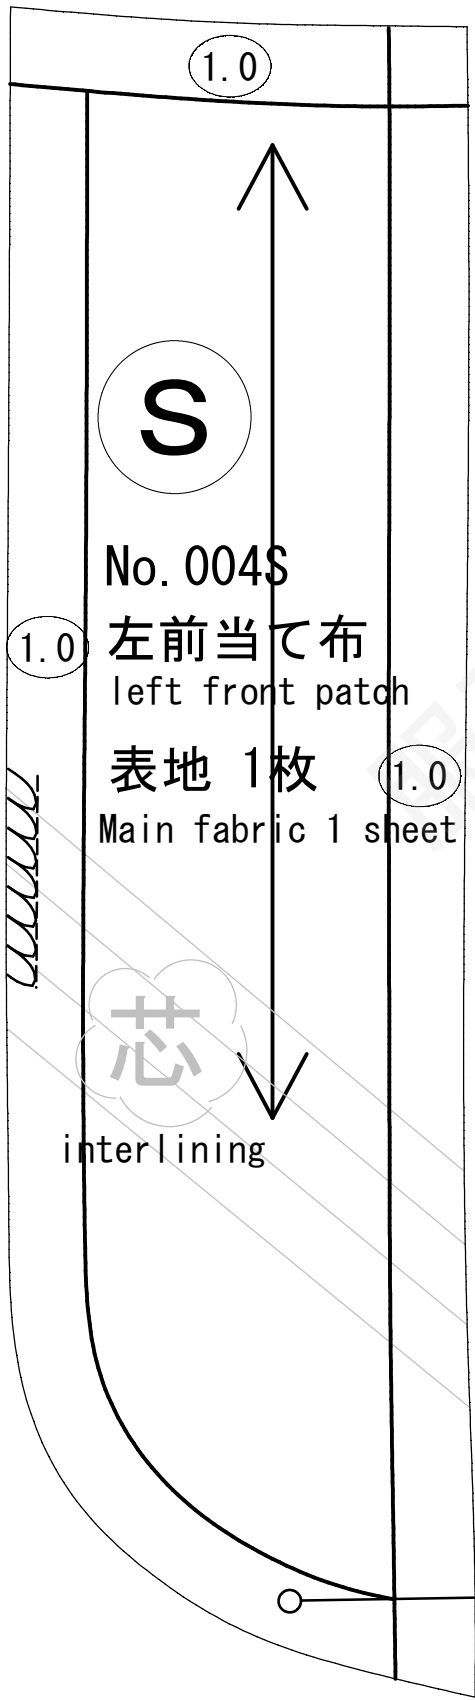 1.0
S
No.004S
1.0
左前当て布
left front patch
表地 1枚
1.0
Main fabric 1 sheet
芯
interlining